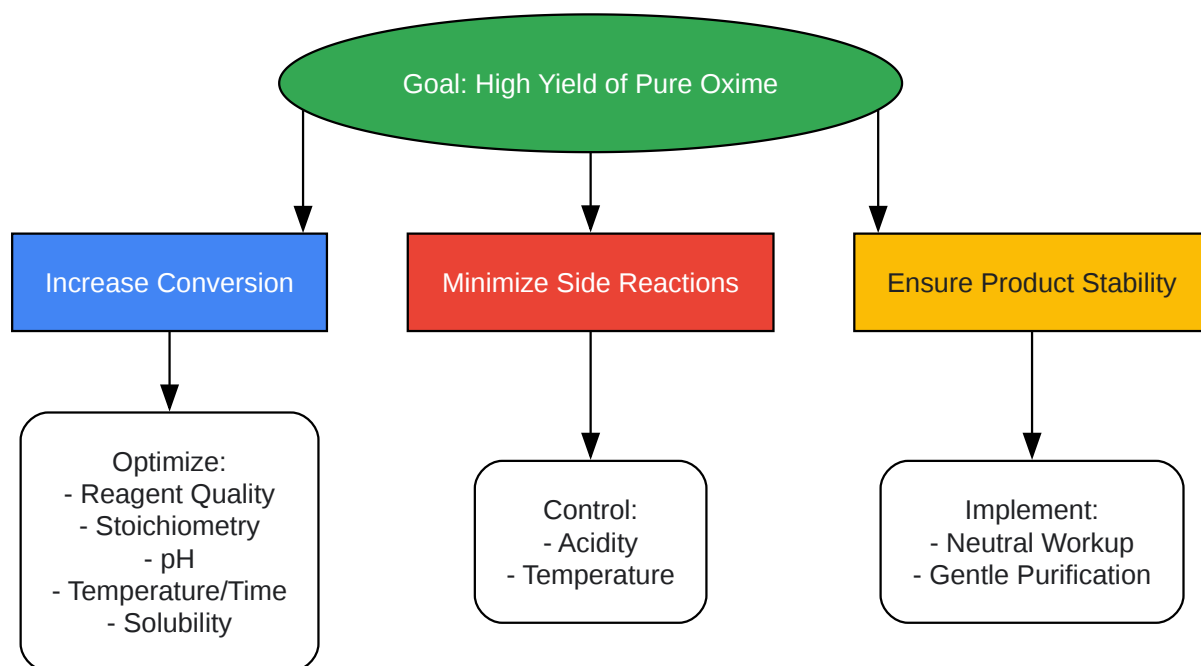 Goal: High Yield of Pure Oxime
Increase Conversion
Minimize Side Reactions
Ensure Product Stability
Optimize:
- Reagent Quality
- Stoichiometry
- pH
- Temperature/Time
- Solubility
Control:
- Acidity
- Temperature
Implement:
- Neutral Workup
- Gentle Purification